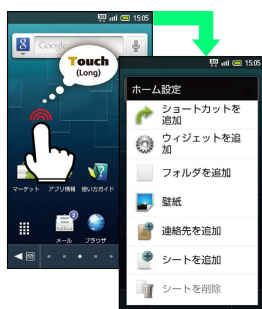 15:05
Google
Touch
(Long)
マーケット アプリ情報 使い方ガイド
2
メール ブラウザ
15:05
ホーム設定
ショートカットを
追加
ウィジェットを追
加
フォルダを追加
壁紙
連絡先を追加
シートを追加
シートを削除